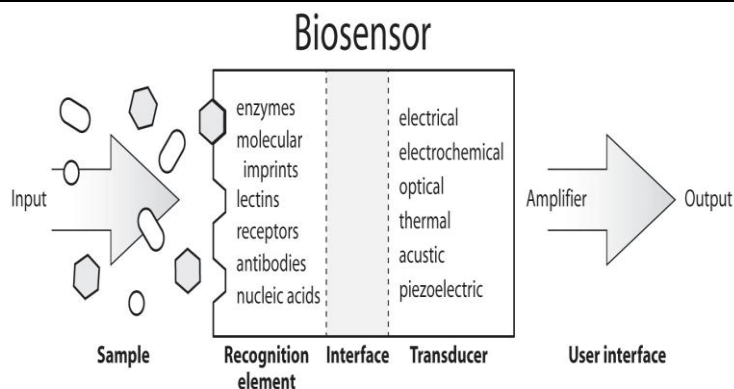 Biosensor
Input
enzymes
molecular
imprints
lectins
receptors
antibodies
nucleic acids
electrical
electrochemical
optical
thermal
acustic
piezoelectric
Amplifier
Output
Sample
Recognition
element
Interface
Transducer
User interface